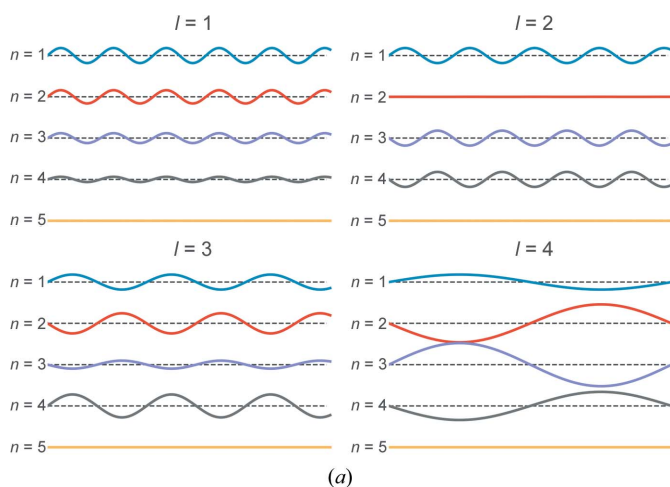 l = 1
n = 1
n = 2
n = 3
n = 4
n = 5
l = 2
n = 1
n = 2
n = 3
n = 4
n = 5
l = 3
n = 1
n = 2
n = 3
n = 4
n = 5
l = 4
n = 1
n = 2
n = 3
n = 4
n = 5
(a)